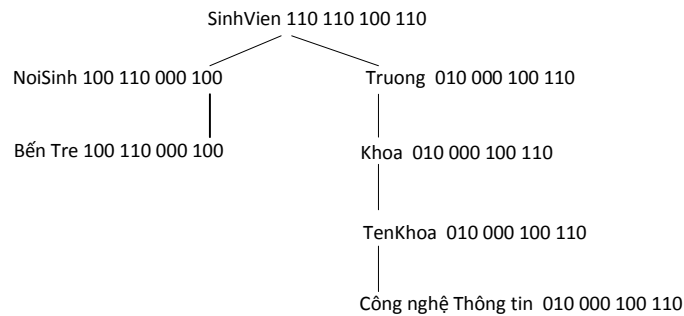 SinhVien 110 110 100 110
NoiSinh 100 110 000 100
Truong 010 000 100 110
Bến Tre 100 110 000 100
Khoa 010 000 100 110
TenKhoa 010 000 100 110
Công nghệ Thông tin 010 000 100 110